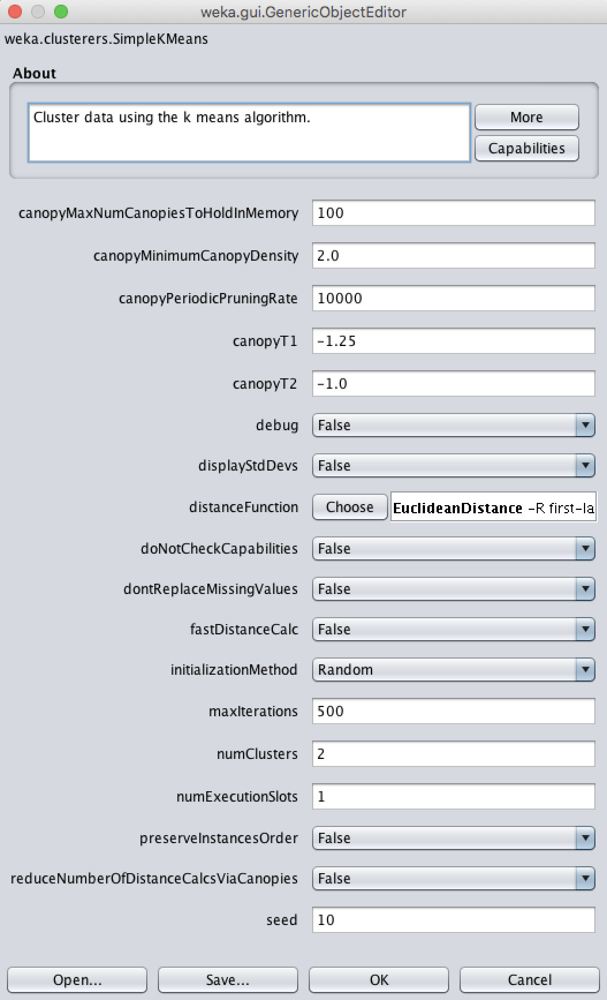 weka.gui.GenericObjectEditor
weka.clusterers.SimpleKMeans
About
Cluster data using the k means algorithm.
More
Capabilities
canopyMaxNumCanopiesToHoldInMemory 100
canopyMinimumCanopyDensity 2.0
canopyPeriodicPruningRate 10000
canopyT1 -1.25
canopyT2 -1.0
debug False
displayStdDevs False
distanceFunction Choose EuclideanDistance -R first-la
doNotCheckCapabilities False
dontReplaceMissingValues False
fastDistanceCalc False
initializationMethod Random
maxIterations 500
numClusters 2
numExecutionSlots 1
preserveInstancesOrder False
reduceNumberOfDistanceCalcsViaCanopies False
seed 10
Open... Save... OK Cancel